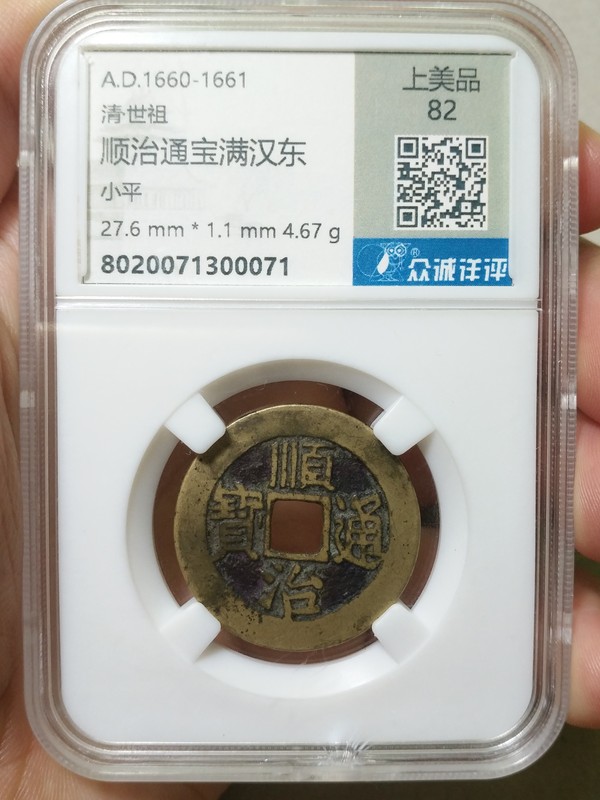 A.D.1660-1661
清·世祖
顺治通宝满汉东
小平
27.6 mm * 1.1 mm 4.67 g
8020071300071
上美品
82
®
众诚评评
順治通寶